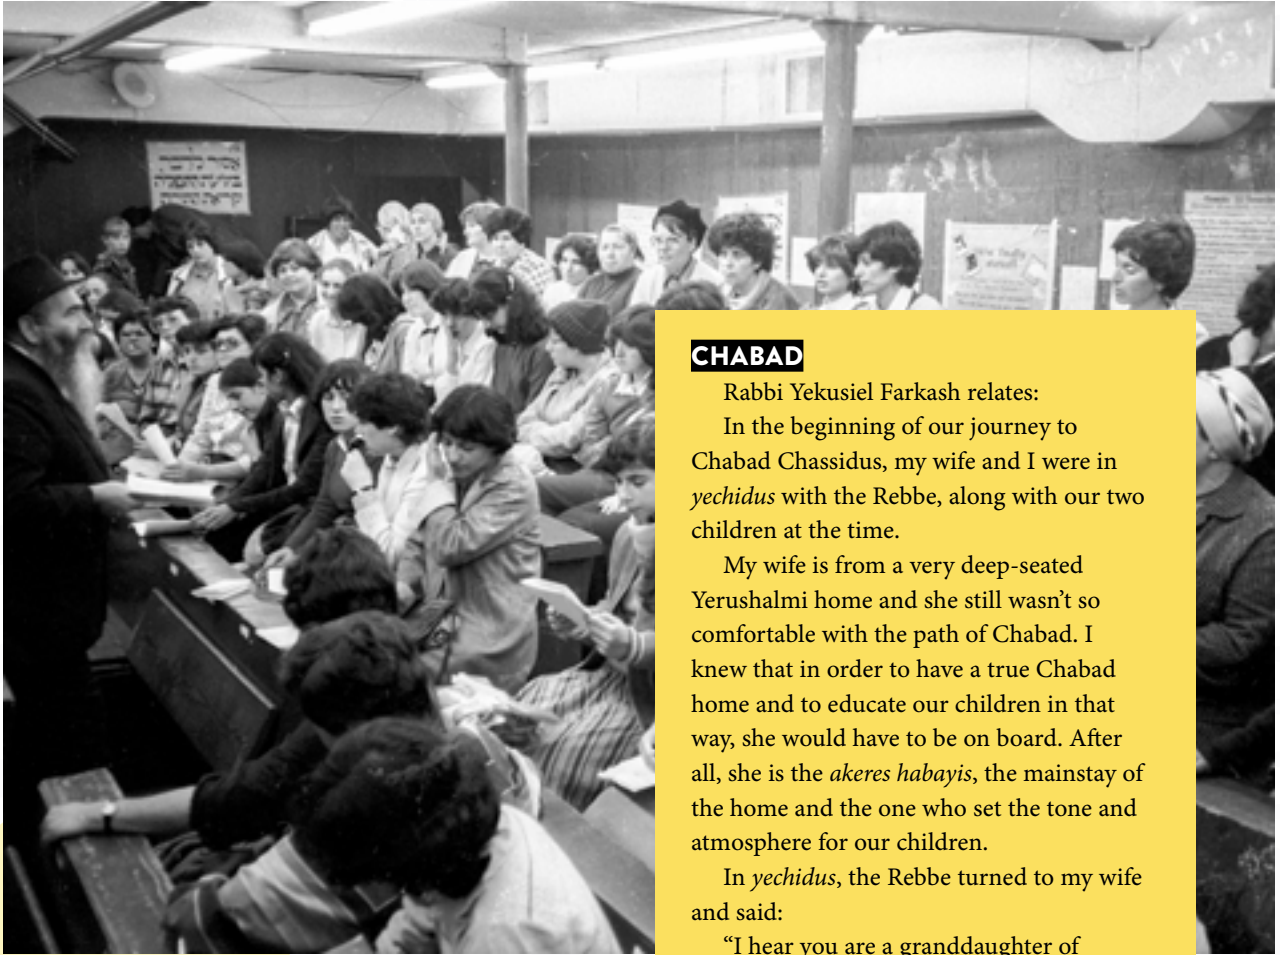 CHABAD
Rabbi Yekusiel Farkash relates:
In the beginning of our journey to
Chabad Chassidus, my wife and I were in
yechidus with the Rebbe, along with our two
children at the time.
My wife is from a very deep-seated
Yerushalmi home and she still wasn’t so
comfortable with the path of Chabad. I
knew that in order to have a true Chabad
home and to educate our children in that
way, she would have to be on board. After
all, she is the akeres habayis, the mainstay of
the home and the one who set the tone and
atmosphere for our children.
In yechidus, the Rebbe turned to my wife
and said:
“I hear you are a granddaughter of